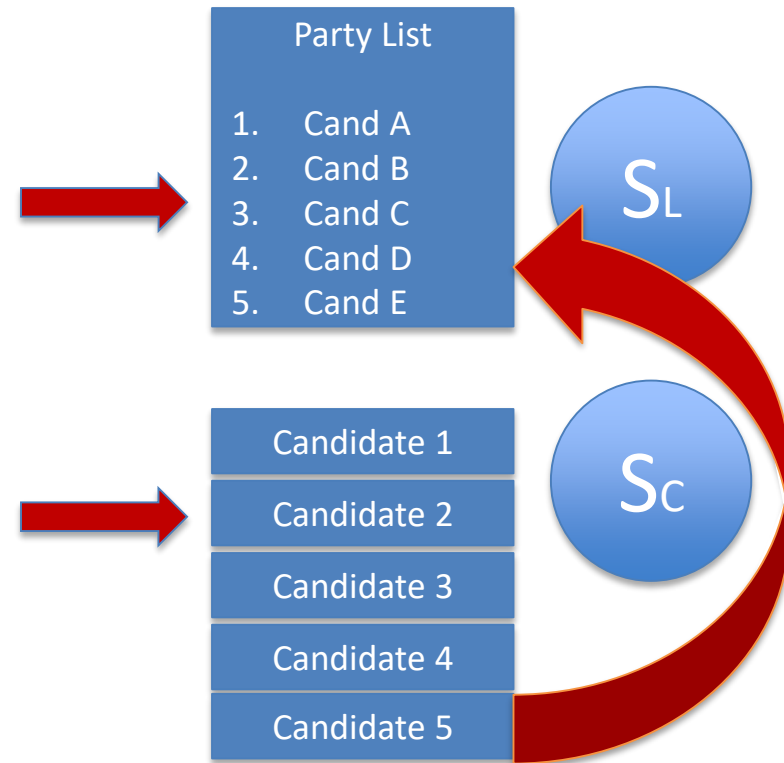 Party List
1. Cand A
2. Cand B
3. Cand C
4. Cand D
5. Cand E
SL
Candidate 1
Candidate 2
Candidate 3
Candidate 4
Candidate 5
SC